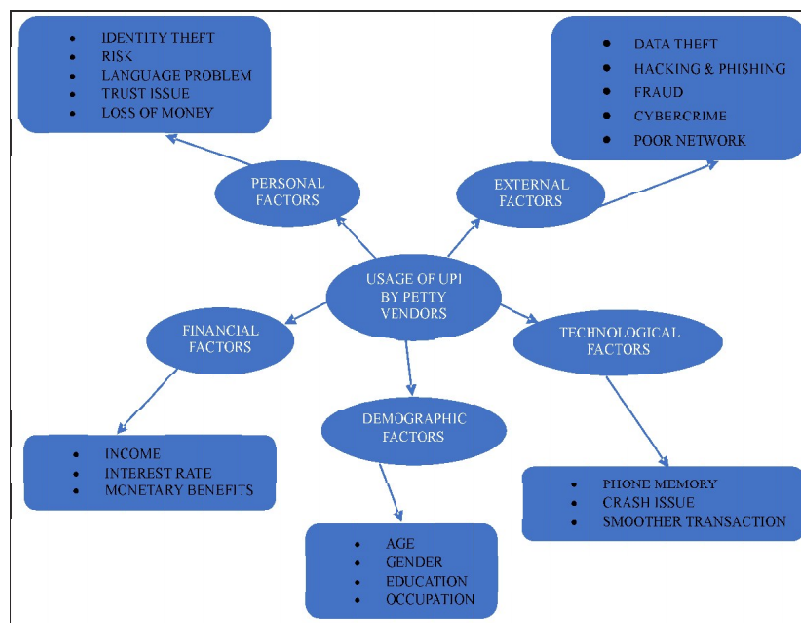 IDENTITY THEFT
RISK
LANGUAGE PROBLEM
TRUST ISSUE
LOSS OF MONEY
DATA THEFT
HACKING & PHISHING
FRAUD
CYBERCRIME
POOR NETWORK
PERSONAL
FACTORS
EXTERNAL
FACTORS
USAGE OF UPI
BY PETTY
VENDORS
FINANCIAL
FACTORS
TECHNOLOGICAL
FACTORS
DEMOGRAPHIC
FACTORS
INCOME
INTEREST RATE
MONETARY BENEFITS
PHONE MEMORY
CRASH ISSUE
SMOOTHER TRANSACTION
AGE
GENDER
EDUCATION
OCCUPATION